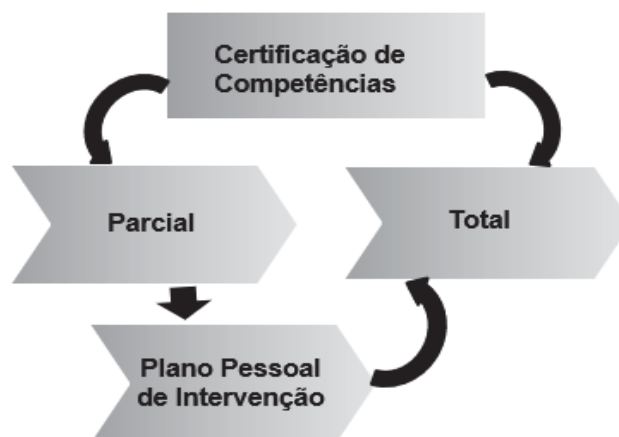 Certificação de
Competências
Parcial
Total
Plano Pessoal
de Intervenção